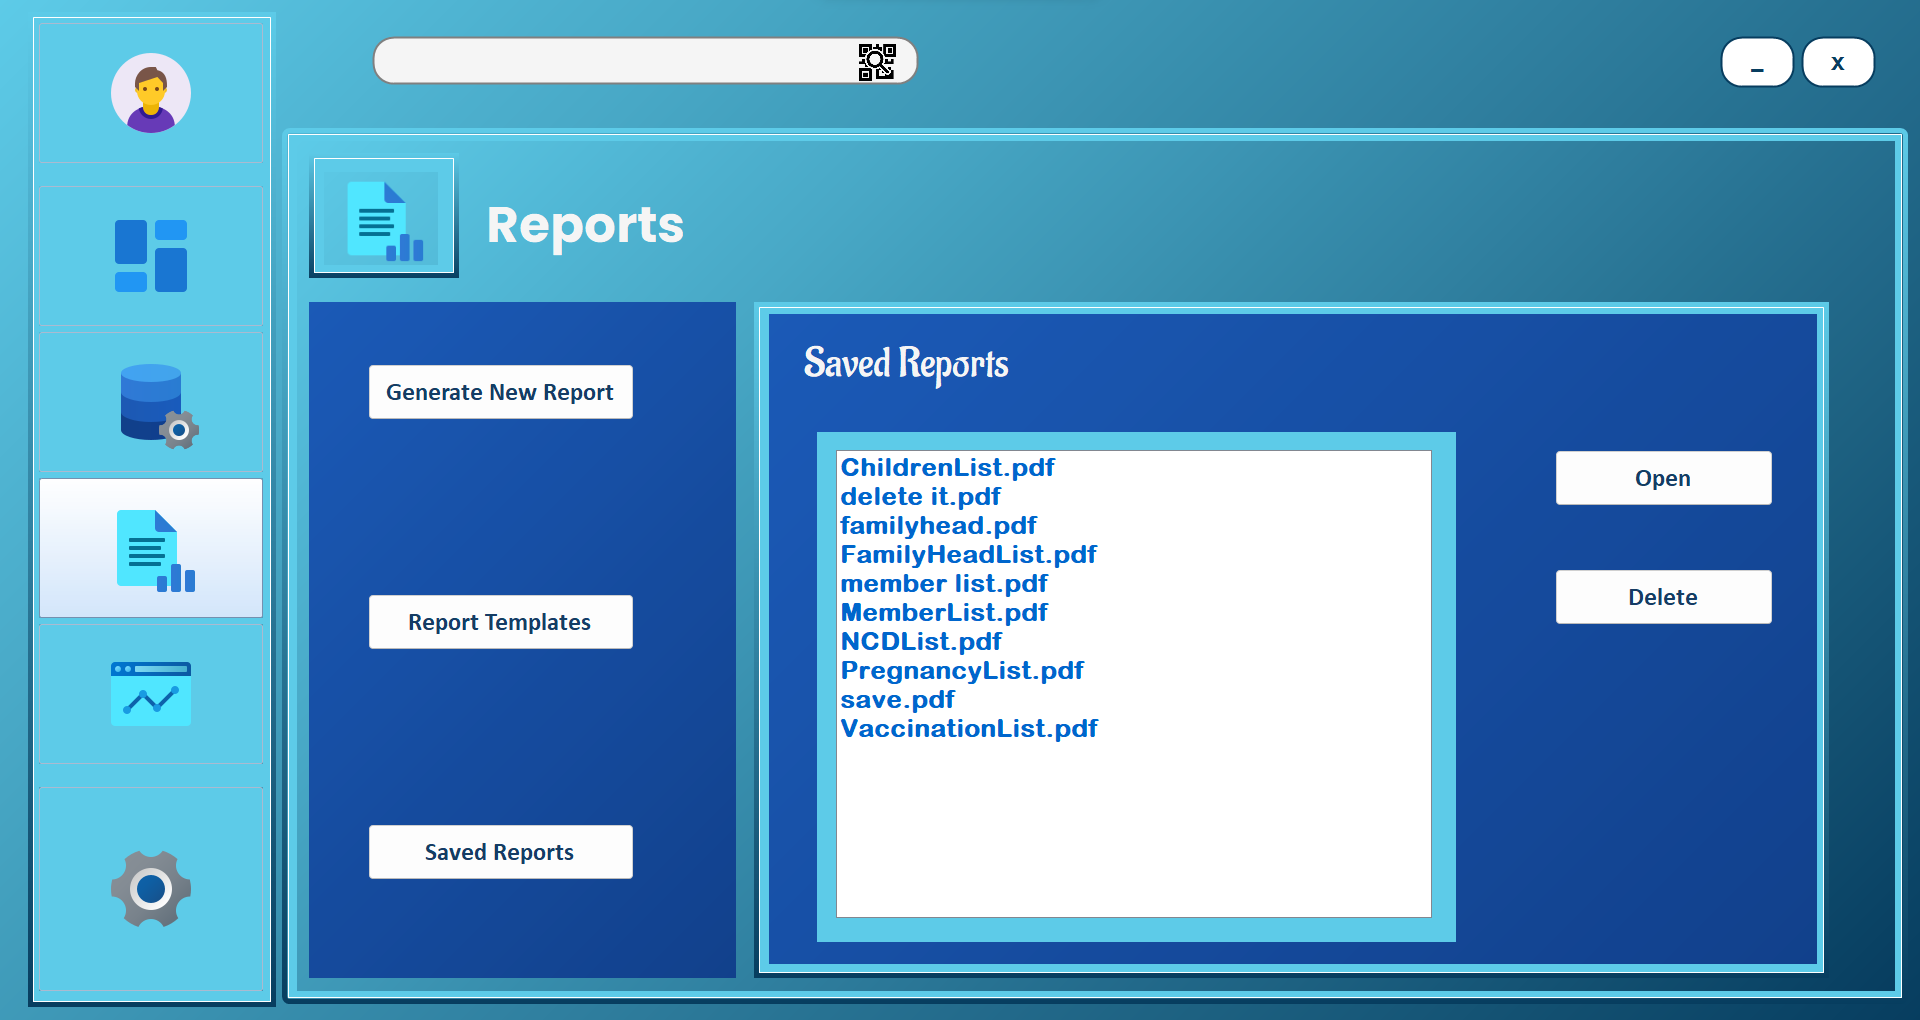 _
x
Reports
Generate New Report
Report Templates
Saved Reports
Saved Reports
ChildrenList.pdf
delete it.pdf
familyhead.pdf
FamilyHeadList.pdf
member list.pdf
MemberList.pdf
NCDList.pdf
PregnancyList.pdf
save.pdf
VaccinationList.pdf
Open
Delete